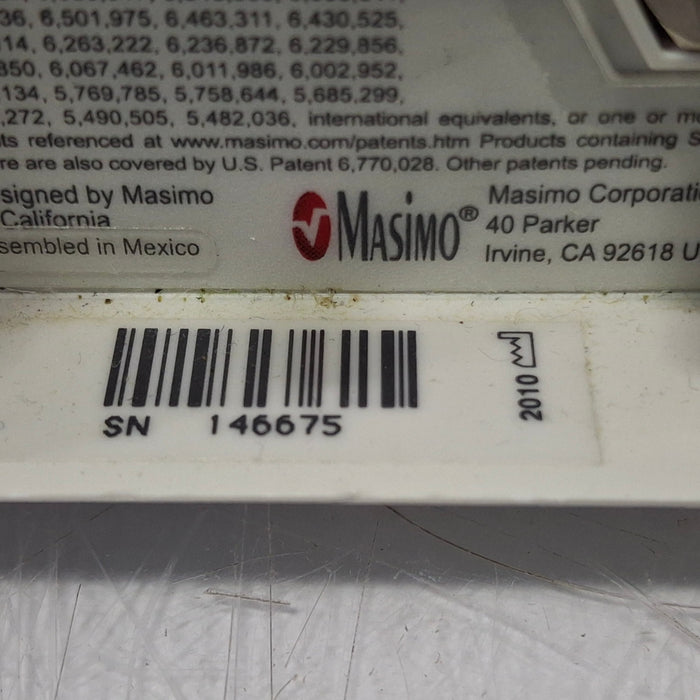 36, 6,501,975, 6,463,311, 6,430,525,
14, 6,263,222, 6,236,872, 6,229,856,
850, 6,067,462, 6,011,986, 6,002,952,
134, 5,769,785, 5,758,644, 5,685,299,
,272, 5,490,505, 5,482,036, international equivalents, or one or
ts referenced at www.masimo.com/patents.htm Products containing S
re are also covered by U.S. Patent 6,770,028. Other patents pending.
signed by Masimo
California
sembled in Mexico
MASiMO®
Masimo Corporati
40 Parker
Irvine, CA 92618 U
SN 146675
2010